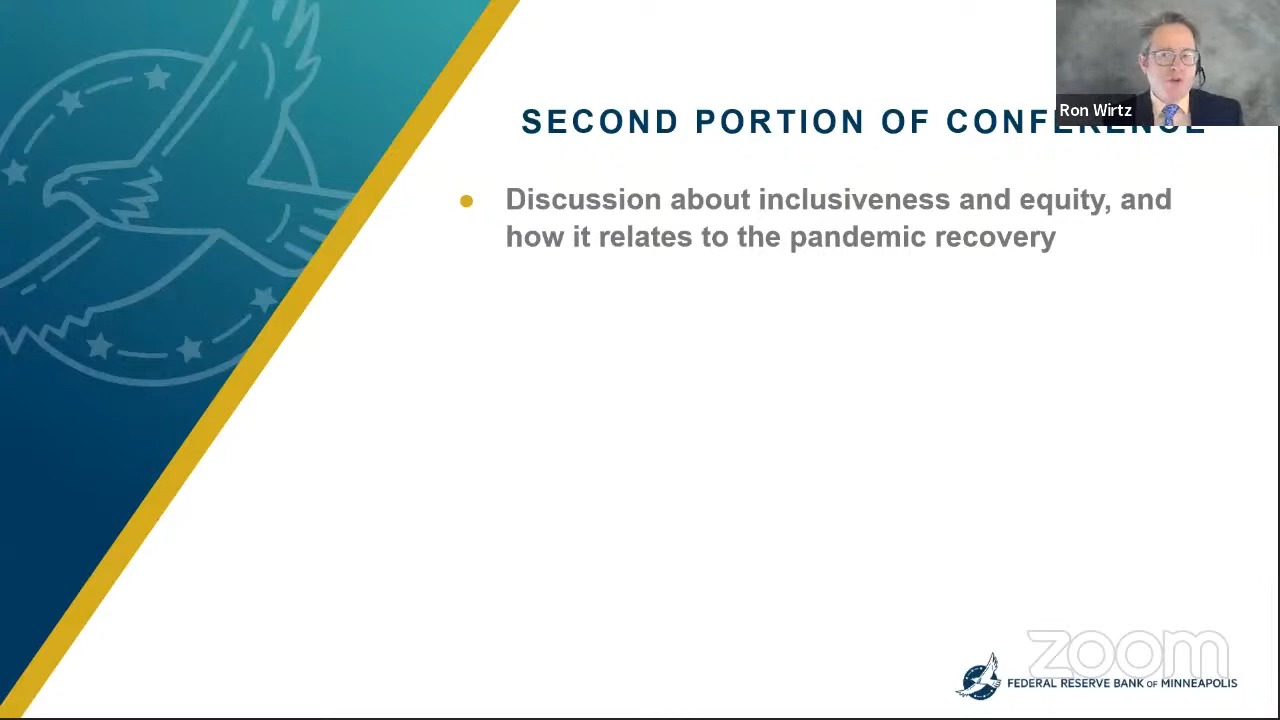 Ron Wirtz
SECOND PORTION OF CONFERENCE
Discussion about inclusiveness and equity, and
how it relates to the pandemic recovery
zoom
FEDERAL RESERVE BANK OF MINNEAPOLIS